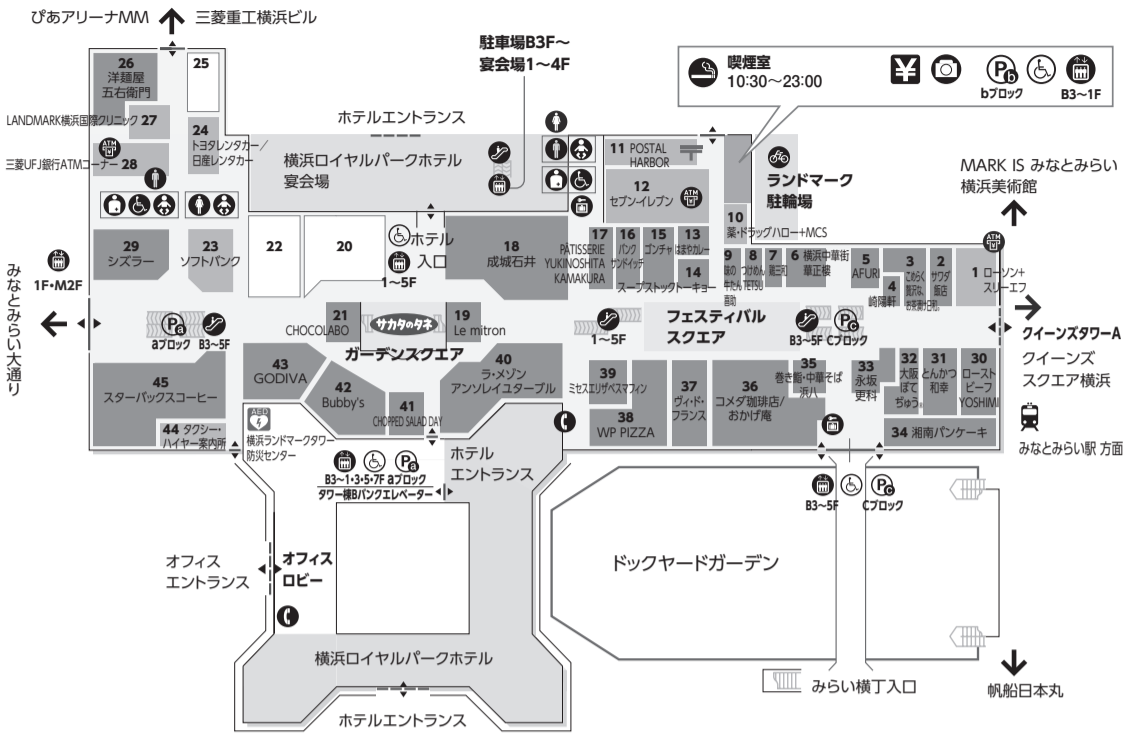 ぴあアリーナMM
三菱重工横浜ビル
駐車場B3F〜
宴会場1〜4F
喫煙室
10:30〜23:00
¥
Pb
bブロック
B3〜1F
26
洋麺屋
五右衛門
25
LANDMARK横浜国際クリニック 27
24
トヨタレンタカー/
日産レンタカー
ATM
三菱UFJ銀行ATMコーナー 28
ホテルエントランス
横浜ロイヤルパークホテル
宴会場
11 POSTAL
HARBOR
12
セブン-イレブン
ATM
ランドマーク
駐輪場
MARK IS みなとみらい
横浜美術館
10
薬・ドラッグハロー+MCS
29
シズラー
23
ソフトバンク
22
20
ホテル
入口
1〜5F
18
成城石井
17
PÂTISSERIE
YUKINOSHITA
KAMAKURA
16
パンク
サンドイッチ
15
ゴンチャ
13
はまやカレー
14
スープストックトーキョー
9
味の
牛たん
喜助
8
つけめん
TETSU
7
6 横浜中華街
華正樓
5
AFURI
4
崎陽軒
3
こめらく
贅沢な、
お茶漬け日和。
2
サワダ
飯店
ATM
1 ローソン+
スリーエフ
1F・M2F
みなとみらい大通り
Pa
aブロック
B3〜5F
21
CHOCOLABO
サカタのタネ
ガーデンスクエア
19
Le mitron
1〜5F
フェスティバル
スクエア
B3〜5F
Pc
Cブロック
クイーンズタワーA
クイーンズ
スクエア横浜
みなとみらい駅 方面
45
スターバックスコーヒー
44 タクシー・
ハイヤー案内所
43
GODIVA
42
Bubby's
41
CHOPPED SALAD DAY
40
ラ・メゾン
アンソレイユターブル
39
ミセスエリザベスマフィン
38
WP PIZZA
37
ヴィ・ド・
フランス
36
コメダ珈琲店/
おかげ庵
35
巻き鮨・中華そば
浜八
33
永坂
更科
32
大阪
ぼて
ぢゅう®
31
とんかつ
和幸
30
ロースト
ビーフ
YOSHIMI
34 湘南パンケーキ
AED
横浜ランドマークタワー
防災センター
Pa
B3〜1・3・5・7F aブロック
タワー棟Bバンクエレベーター
ホテル
エントランス
Pc
B3〜5F
Cブロック
オフィス
エントランス
オフィス
ロビー
ドックヤードガーデン
横浜ロイヤルパークホテル
みらい横丁入口
帆船日本丸
ホテルエントランス